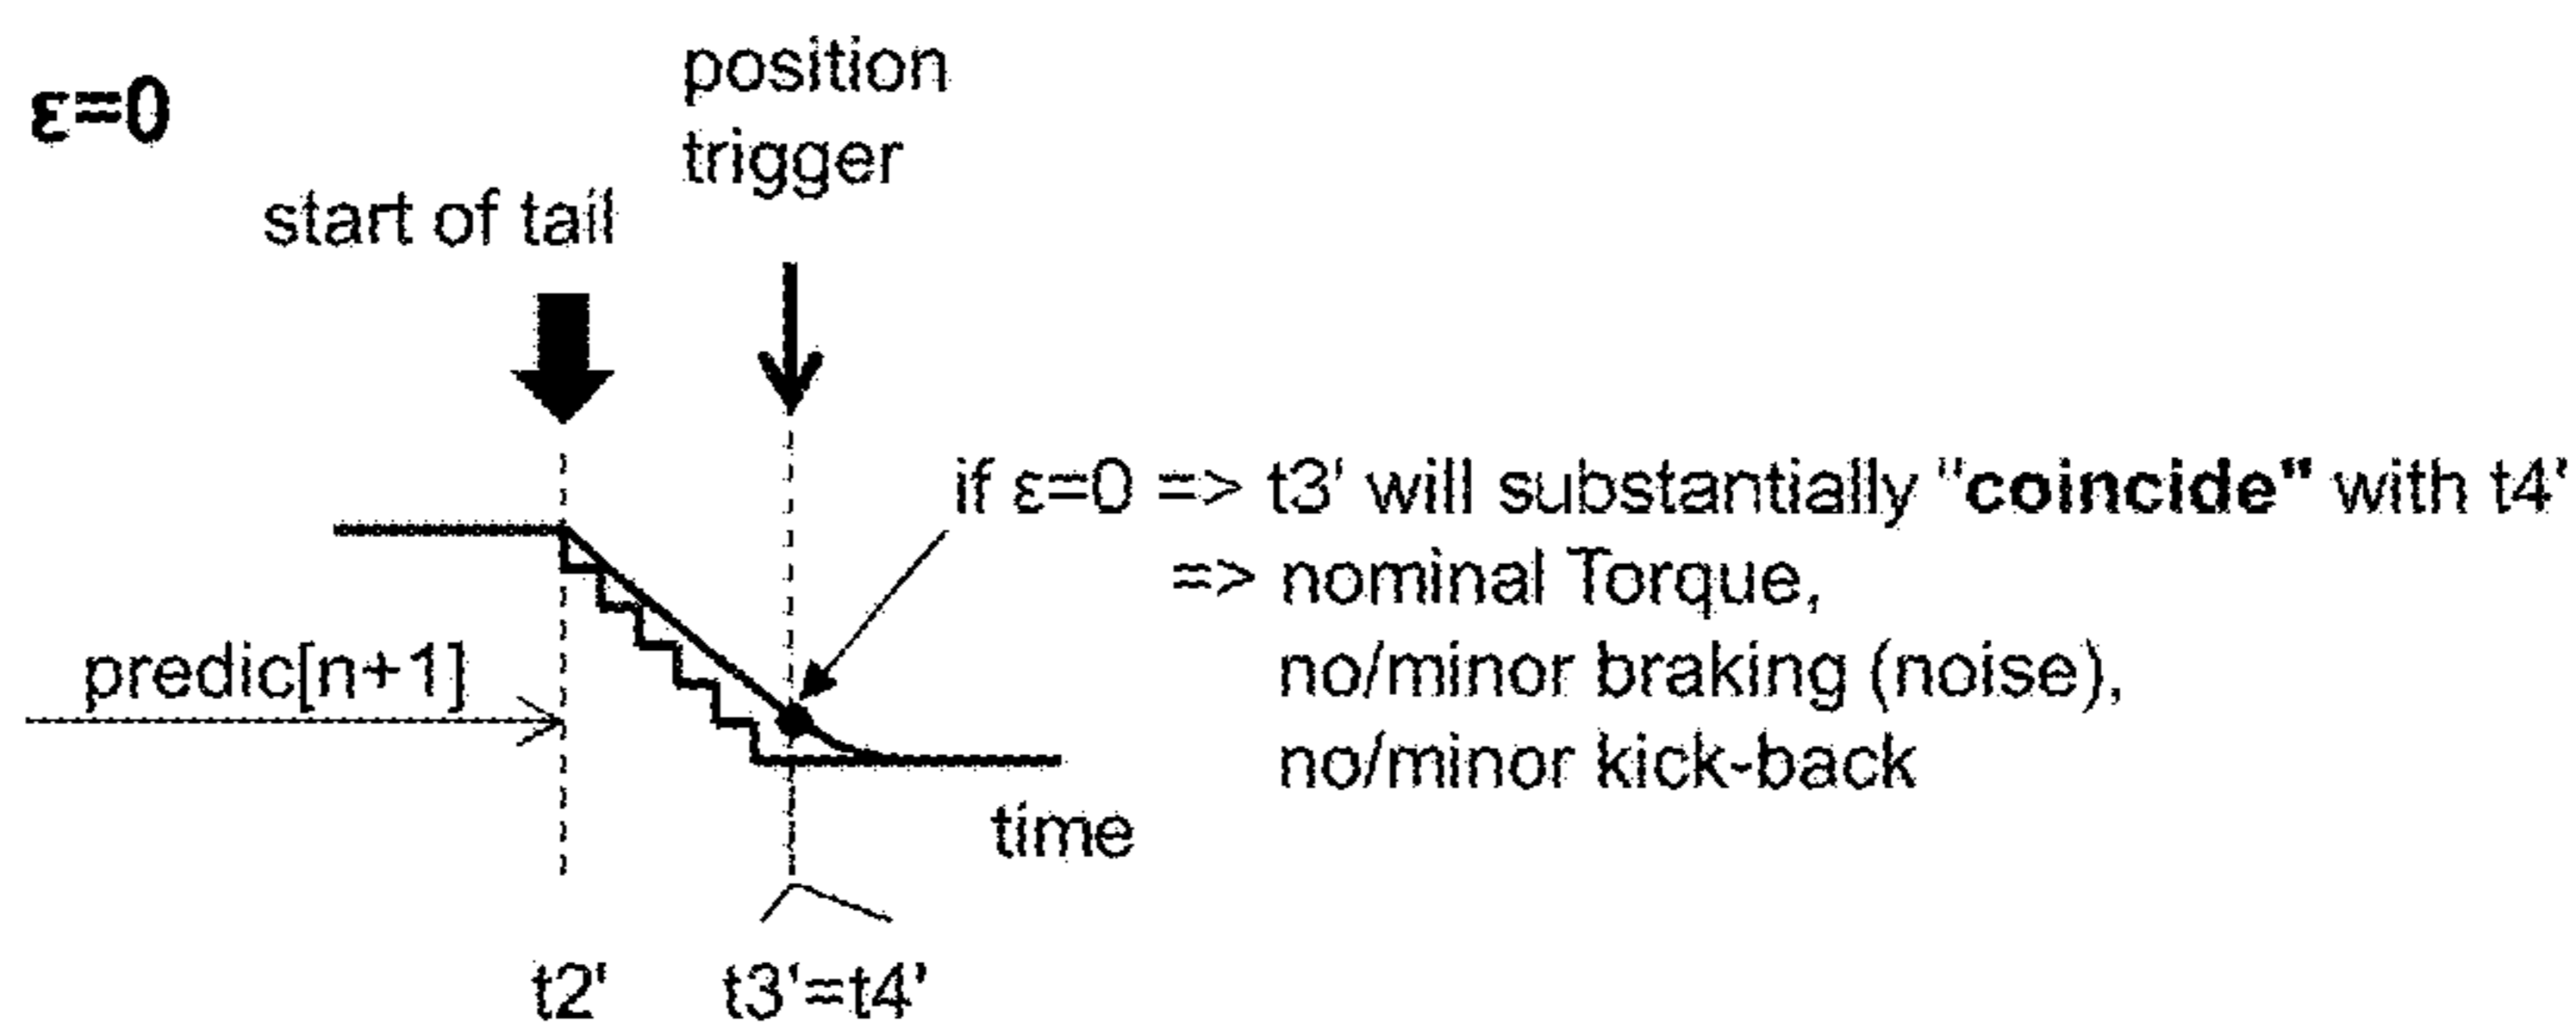 ε=0
position
trigger
start of tail
if ε=0 => t3' will substantially "coincide" with t4'
=> nominal Torque,
no/minor braking (noise),
no/minor kick-back
predic[n+1]
time
t2'
t3'=t4'